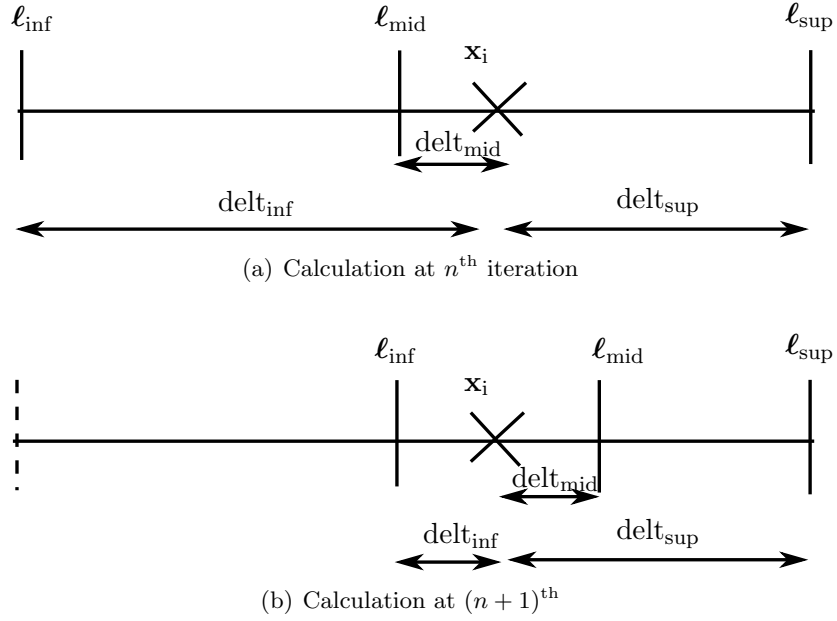 ℓinf ℓmid ℓsup
xi
deltmid
deltinf deltsup
(a) Calculation at nth iteration
ℓinf ℓmid ℓsup
xi
deltmid
deltinf deltsup
(b) Calculation at (n + 1)th